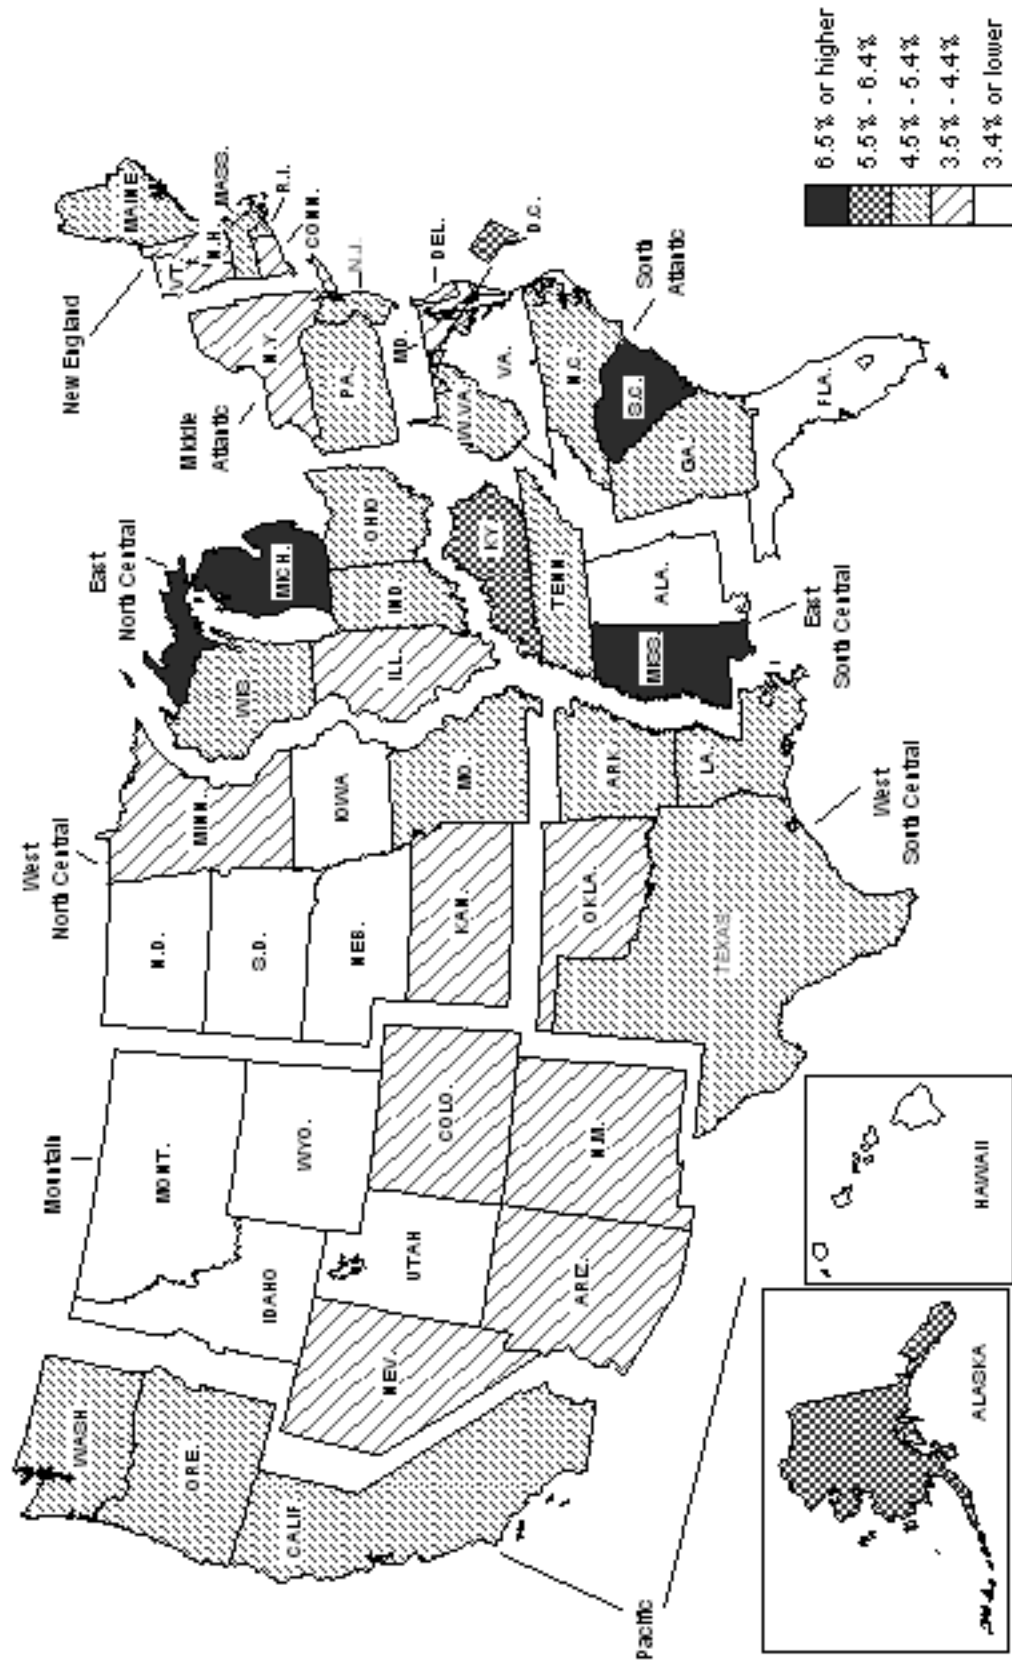 New England
Middle
Atlantic
East
North Central
West
North Central
Mountain
Pacific
West
South Central
East
South Central
South
Atlantic
WASH
ORE.
CALIF
NEV.
IDAHO
MONT.
WYO.
UTAH
COLO.
ARIZ.
N.M.
N.D.
S.D.
NEB.
KAN.
MINN.
IOWA
MO.
OKLA.
TEXAS
ARK
LA.
WIS
MICH.
ILL.
IND
OHIO
KY
TENN
MISS.
ALA.
N.Y.
PA.
N.J.
MAINE
VT.
N.H
MASS.
R.I.
CONN.
DEL.
D.C.
MD.
W.VA.
VA.
N.C
S.C.
GA.
FLA.
ALASKA
HAWAII
6.5% or higher
5.5% - 6.4%
4.5% - 5.4%
3.5% - 4.4%
3.4% or lower